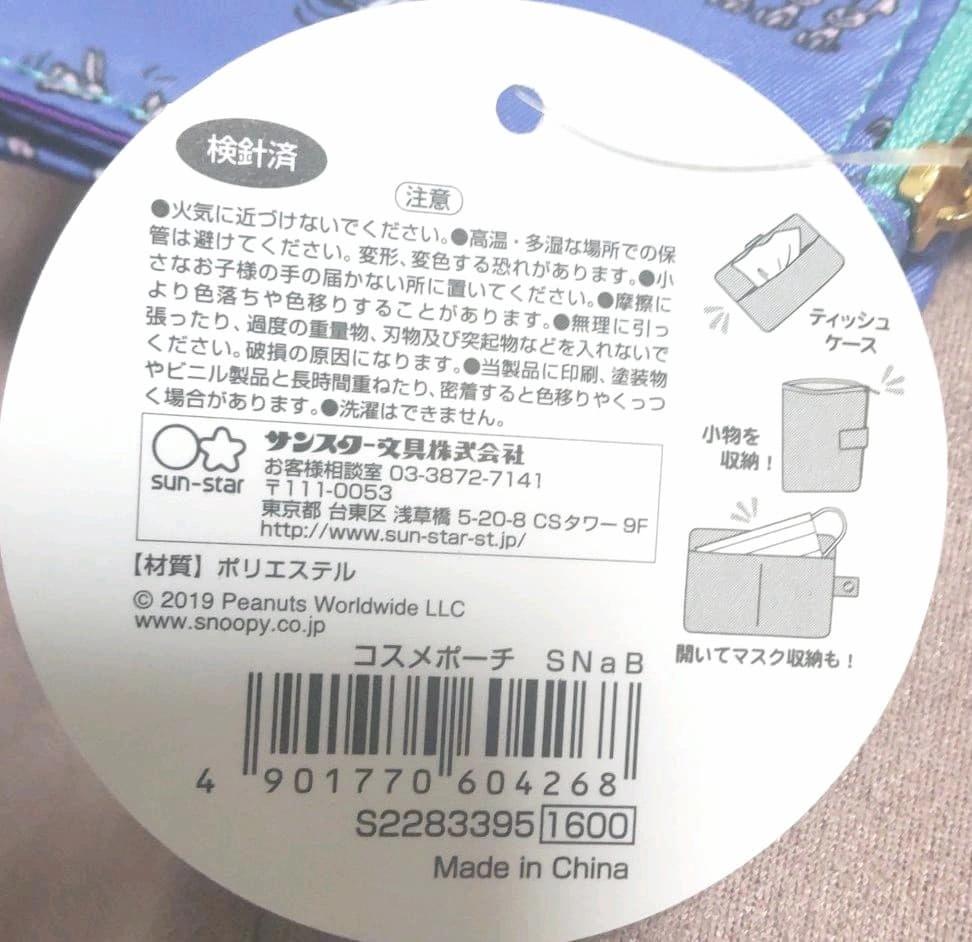 検針済
注意
●火気に近づけないでください。●高温・多湿な場所での保
管は避けてください。変形、変色する恐れがあります。●小
さなお子様の手の届かない所に置いてください。●摩擦に
より色落ちや色移りすることがあります。●無理に引っ
張ったり、過度の重量物、刃物及び突起物などを入れないで
ください。破損の原因になります。●当製品に印刷、塗装物
やビニル製品と長時間重ねたり、密着すると色移りやくっつ
く場合があります。●洗濯はできません。
ティッシュ
ケース
小物を
収納！
開いてマスク収納も！
sun-star
サンスター文具株式会社
お客様相談室 03-3872-7141
〒111-0053
東京都 台東区 浅草橋 5-20-8 CSタワー 9F
http://www.sun-star-st.jp/
【材質】ポリエステル
© 2019 Peanuts Worldwide LLC
www.snoopy.co.jp
コスメポーチ SNaB
4 901770 604268
S2283395 1600
Made in China